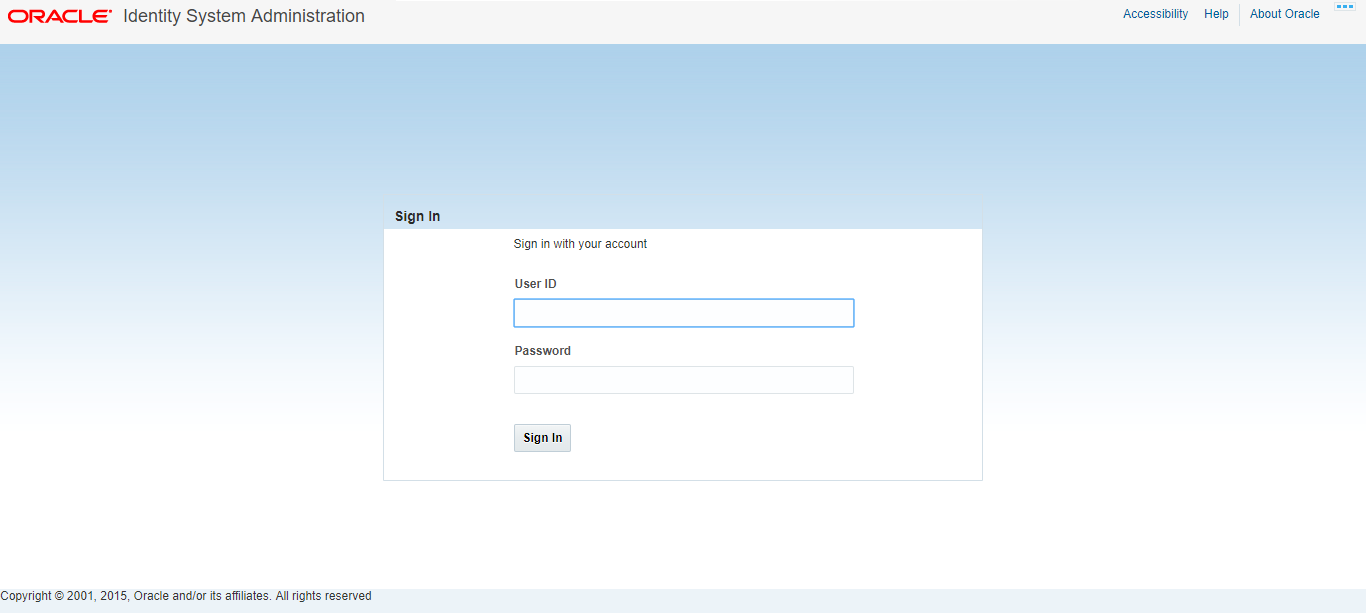 ORACLE Identity System Administration
Accessibility Help About Oracle
Sign In
Sign in with your account
User ID
Password
Sign In
Copyright © 2001, 2015, Oracle and/or its affiliates. All rights reserved